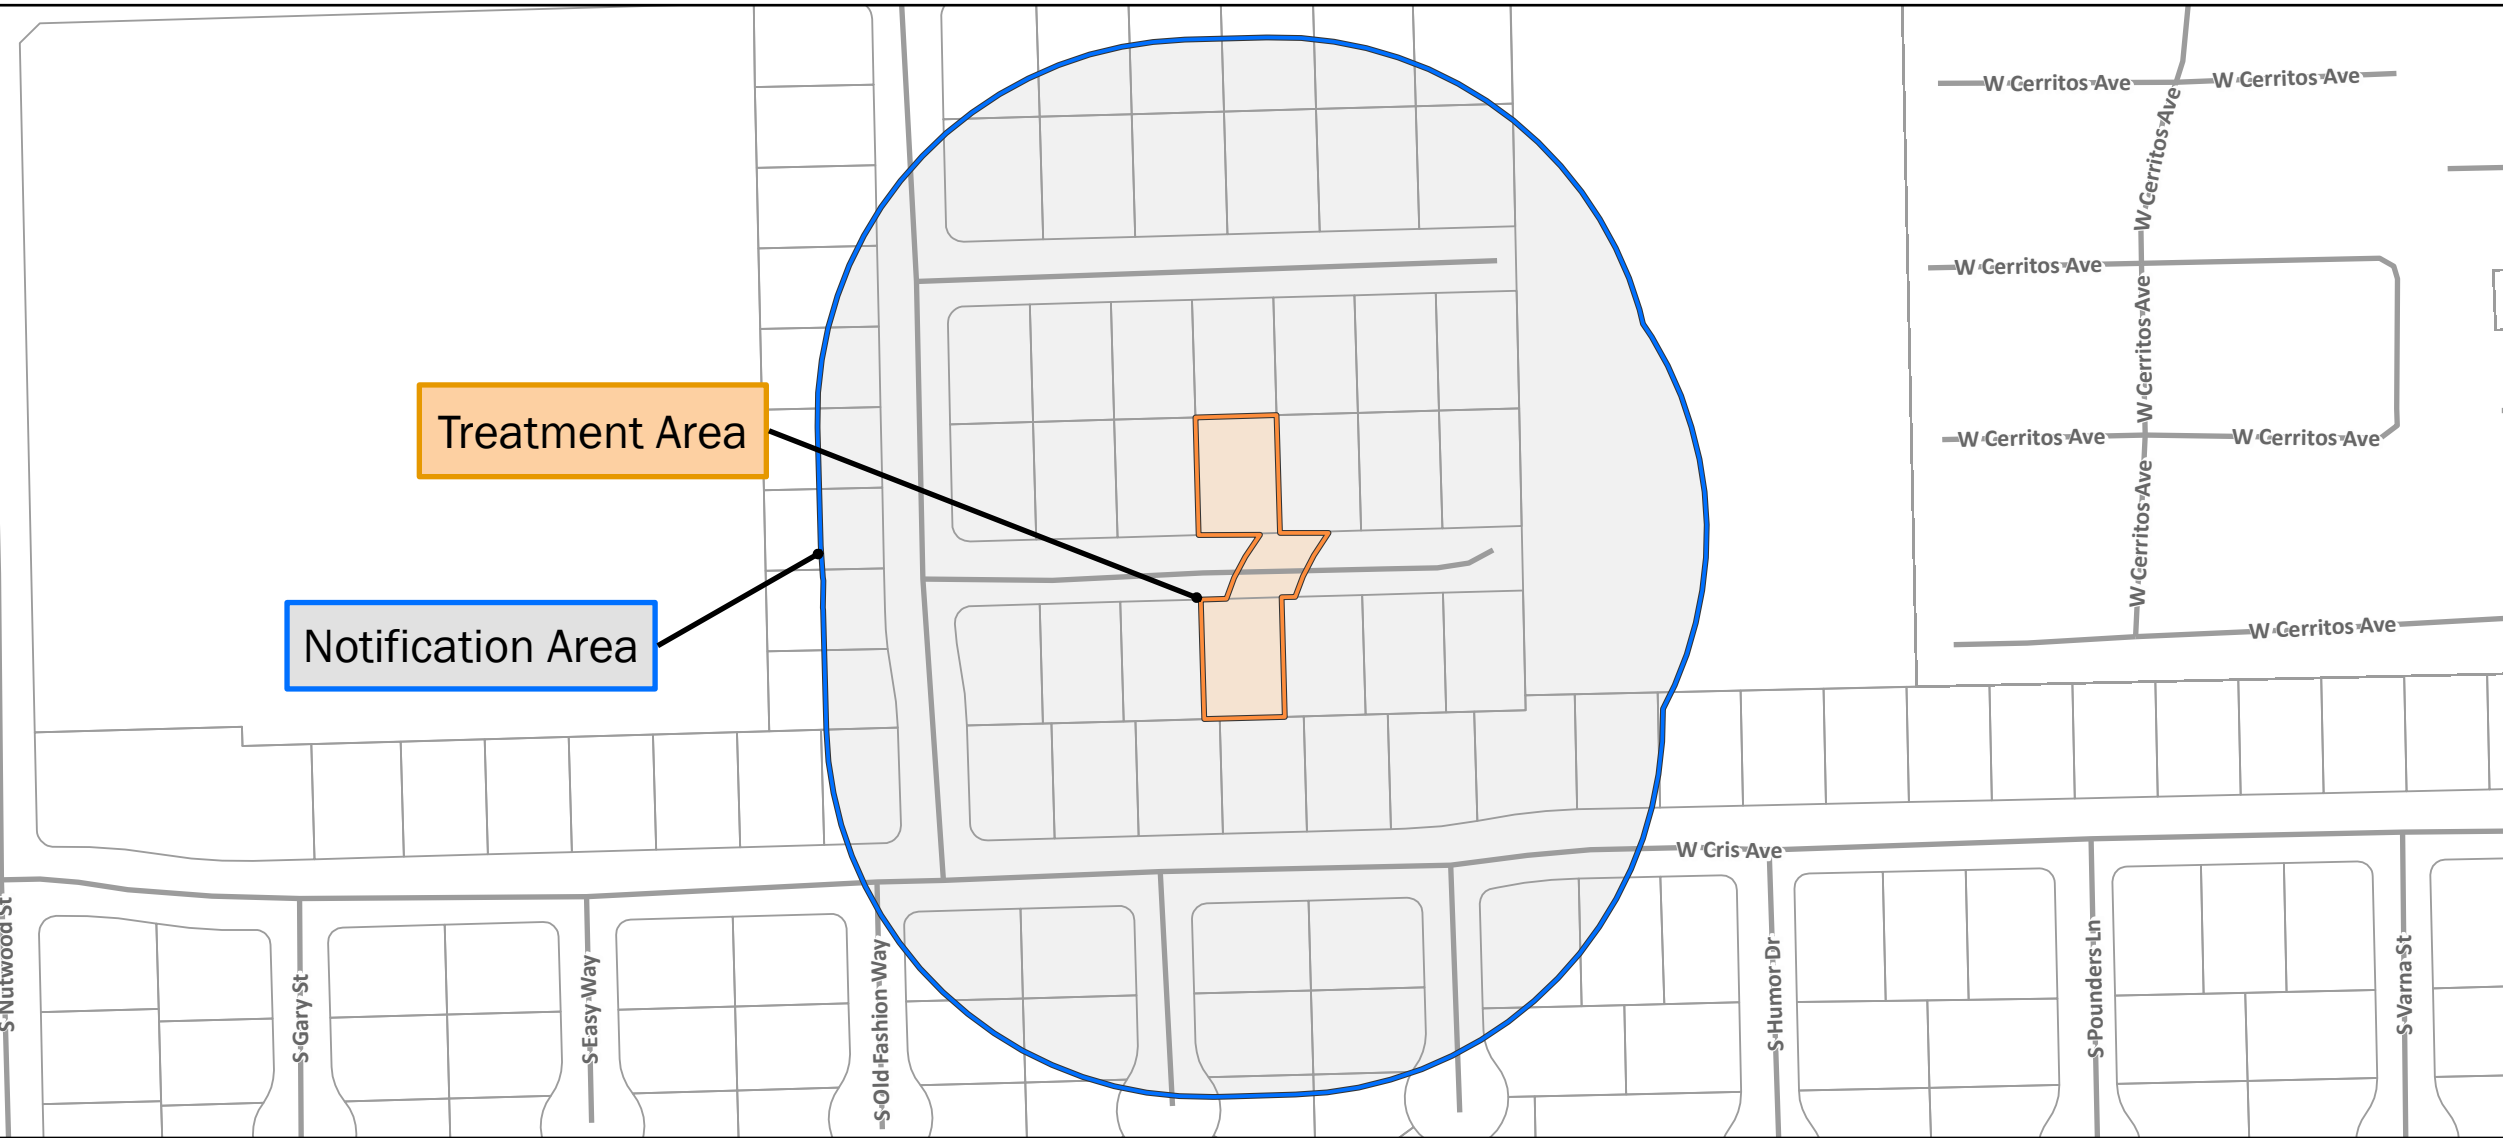 W Cerritos Ave
W Cerritos Ave
W Cerritos Ave
W Cerritos Ave
W Cerritos Ave
Treatment Area
W Cerritos Ave
W Cerritos Ave
W Cerritos Ave
Notification Area
W Cerritos Ave
W Cris Ave
S Nutwood St
S Gary St
S Easy Way
S Old Fashion Way
S Humor Dr
S Pounders Ln
S Varna St